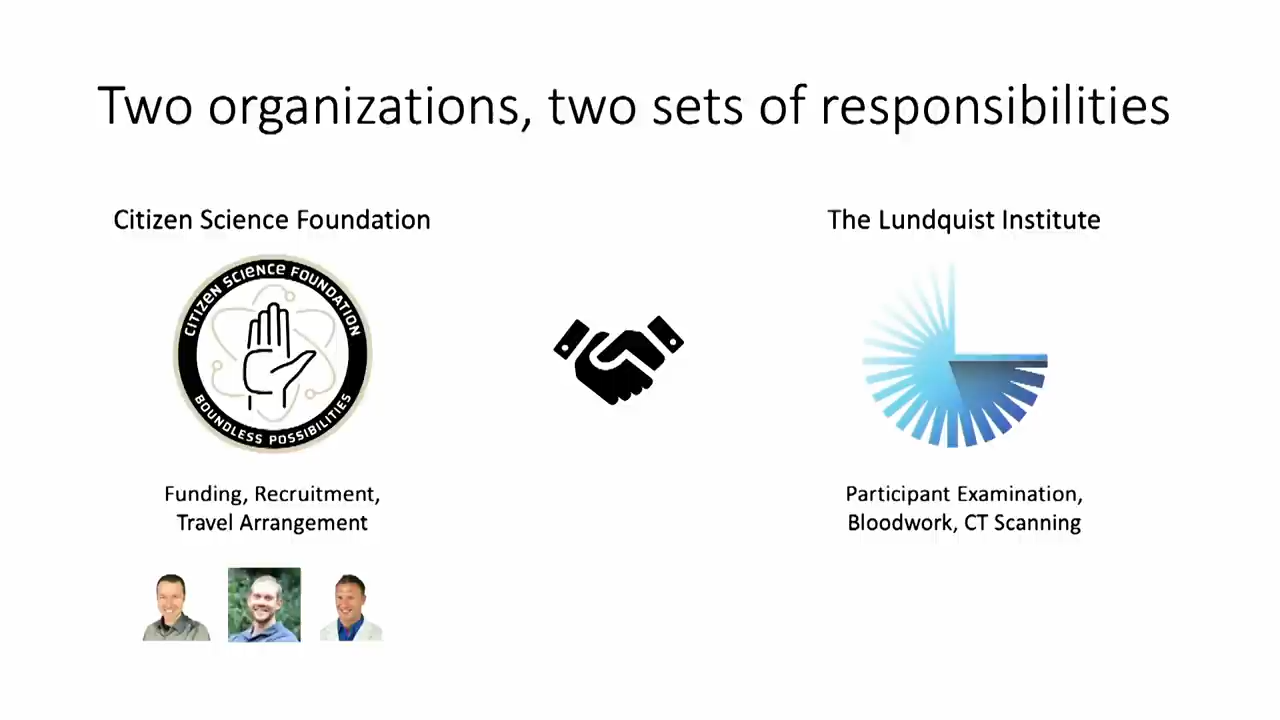 Two organizations, two sets of responsibilities
Citizen Science Foundation
The Lundquist Institute
CITIZEN SCIENCE FOUNDATION
BOUNDLESS POSSIBILITIES
Funding, Recruitment,
Travel Arrangement
Participant Examination,
Bloodwork, CT Scanning